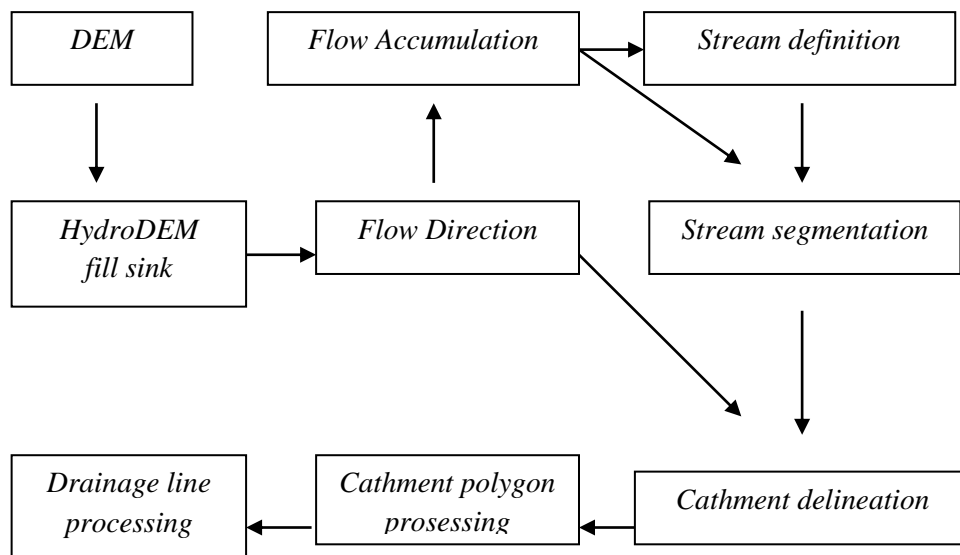 DEM
Flow Accumulation
Stream definition
HydroDEM
fill sink
Flow Direction
Stream segmentation
Drainage line
processing
Cathment polygon
prosessing
Cathment delineation